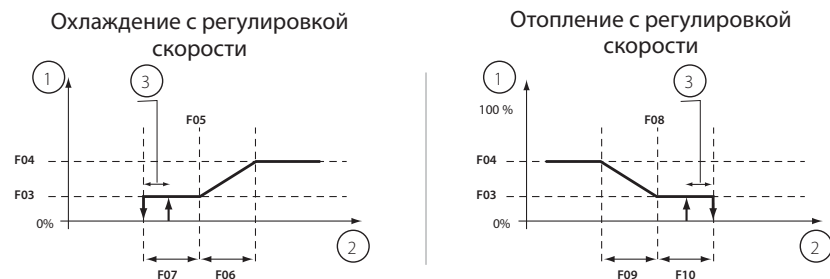 Охлаждение с регулировкой
скорости
1
3
F05
F04
F03
0%
2
F07
F06
Отопление с регулировкой
скорости
1
3
100 %
F08
F04
F03
0%
2
F09
F10